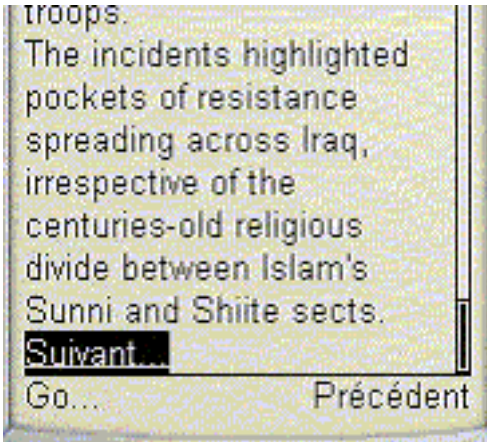 troops.
The incidents highlighted
pockets of resistance
spreading across Iraq,
irrespective of the
centuries-old religious
divide between Islam's
Sunni and Shiite sects.
Suivant...
Go... Précédent